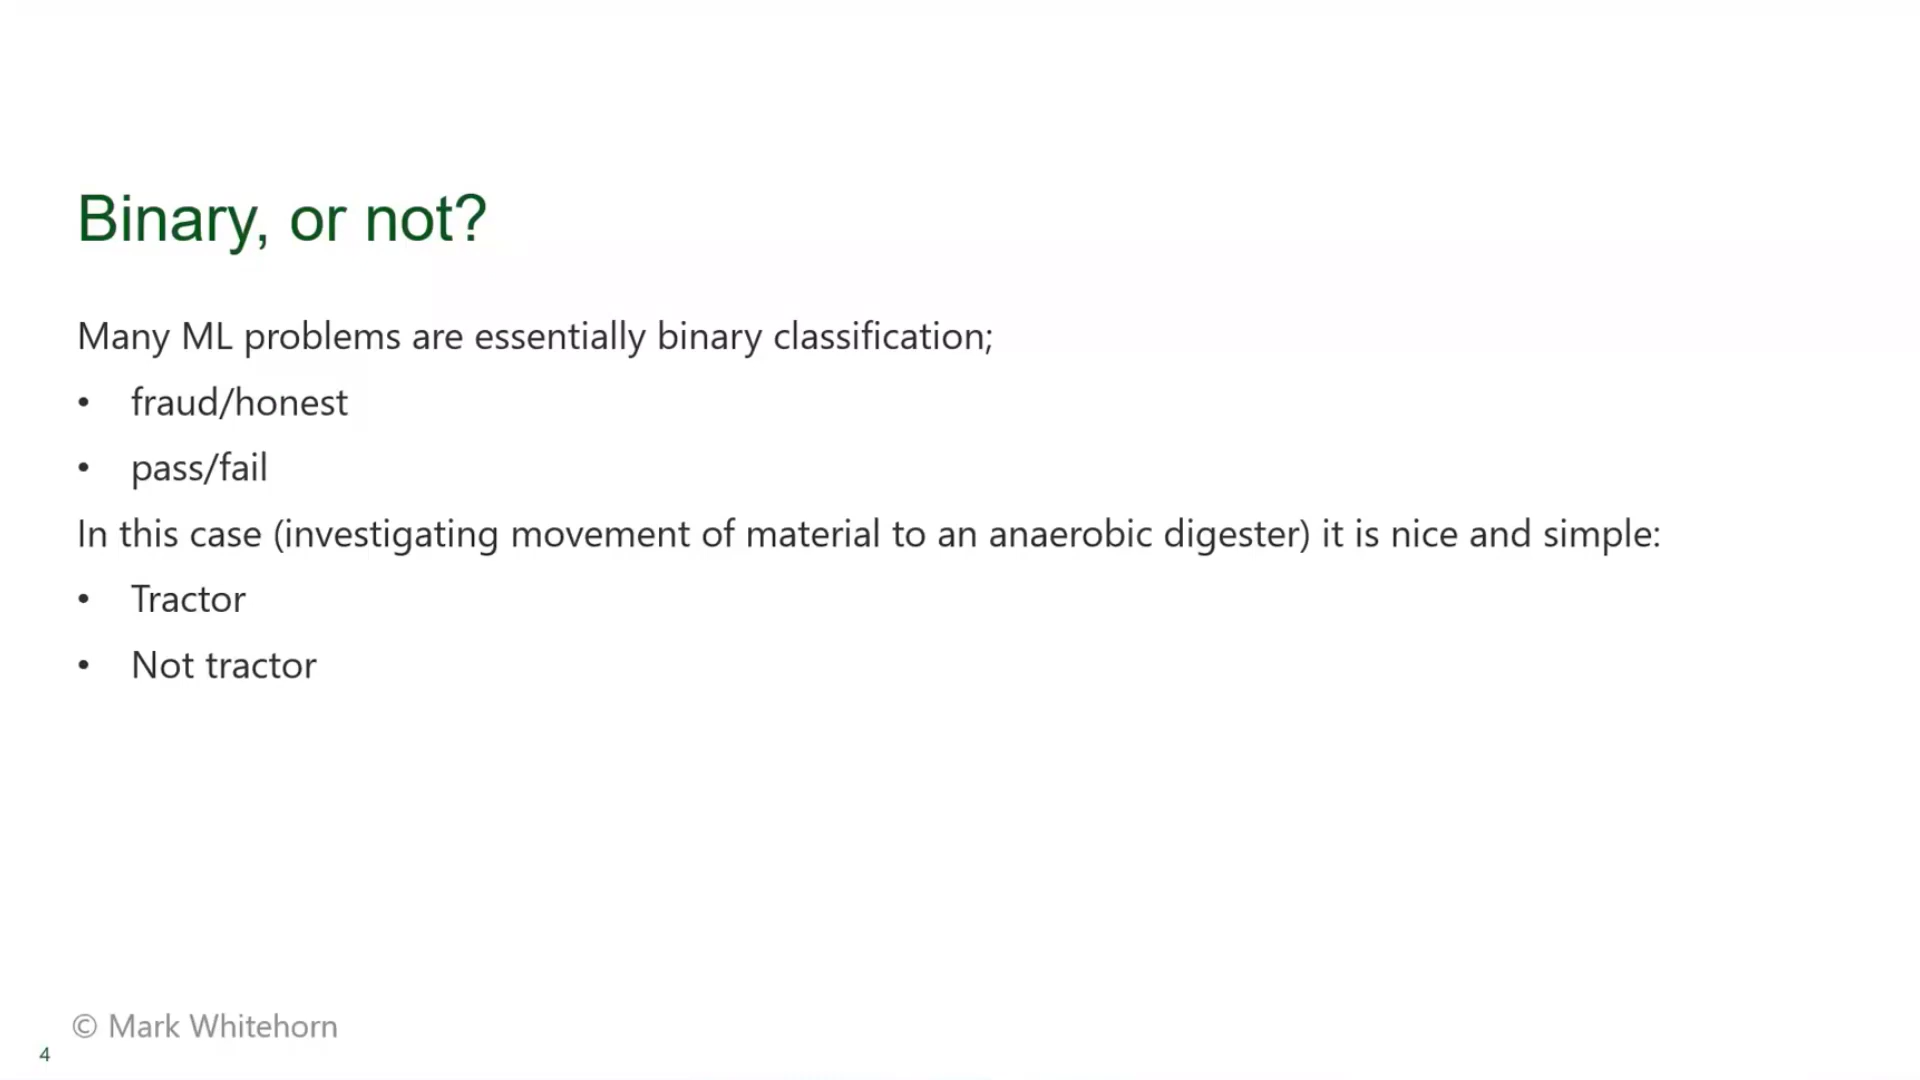 Binary, or not?
Many ML problems are essentially binary classification;
• fraud/honest
• pass/fail
In this case (investigating movement of material to an anaerobic digester) it is nice and simple:
• Tractor
• Not tractor
© Mark Whitehorn
4